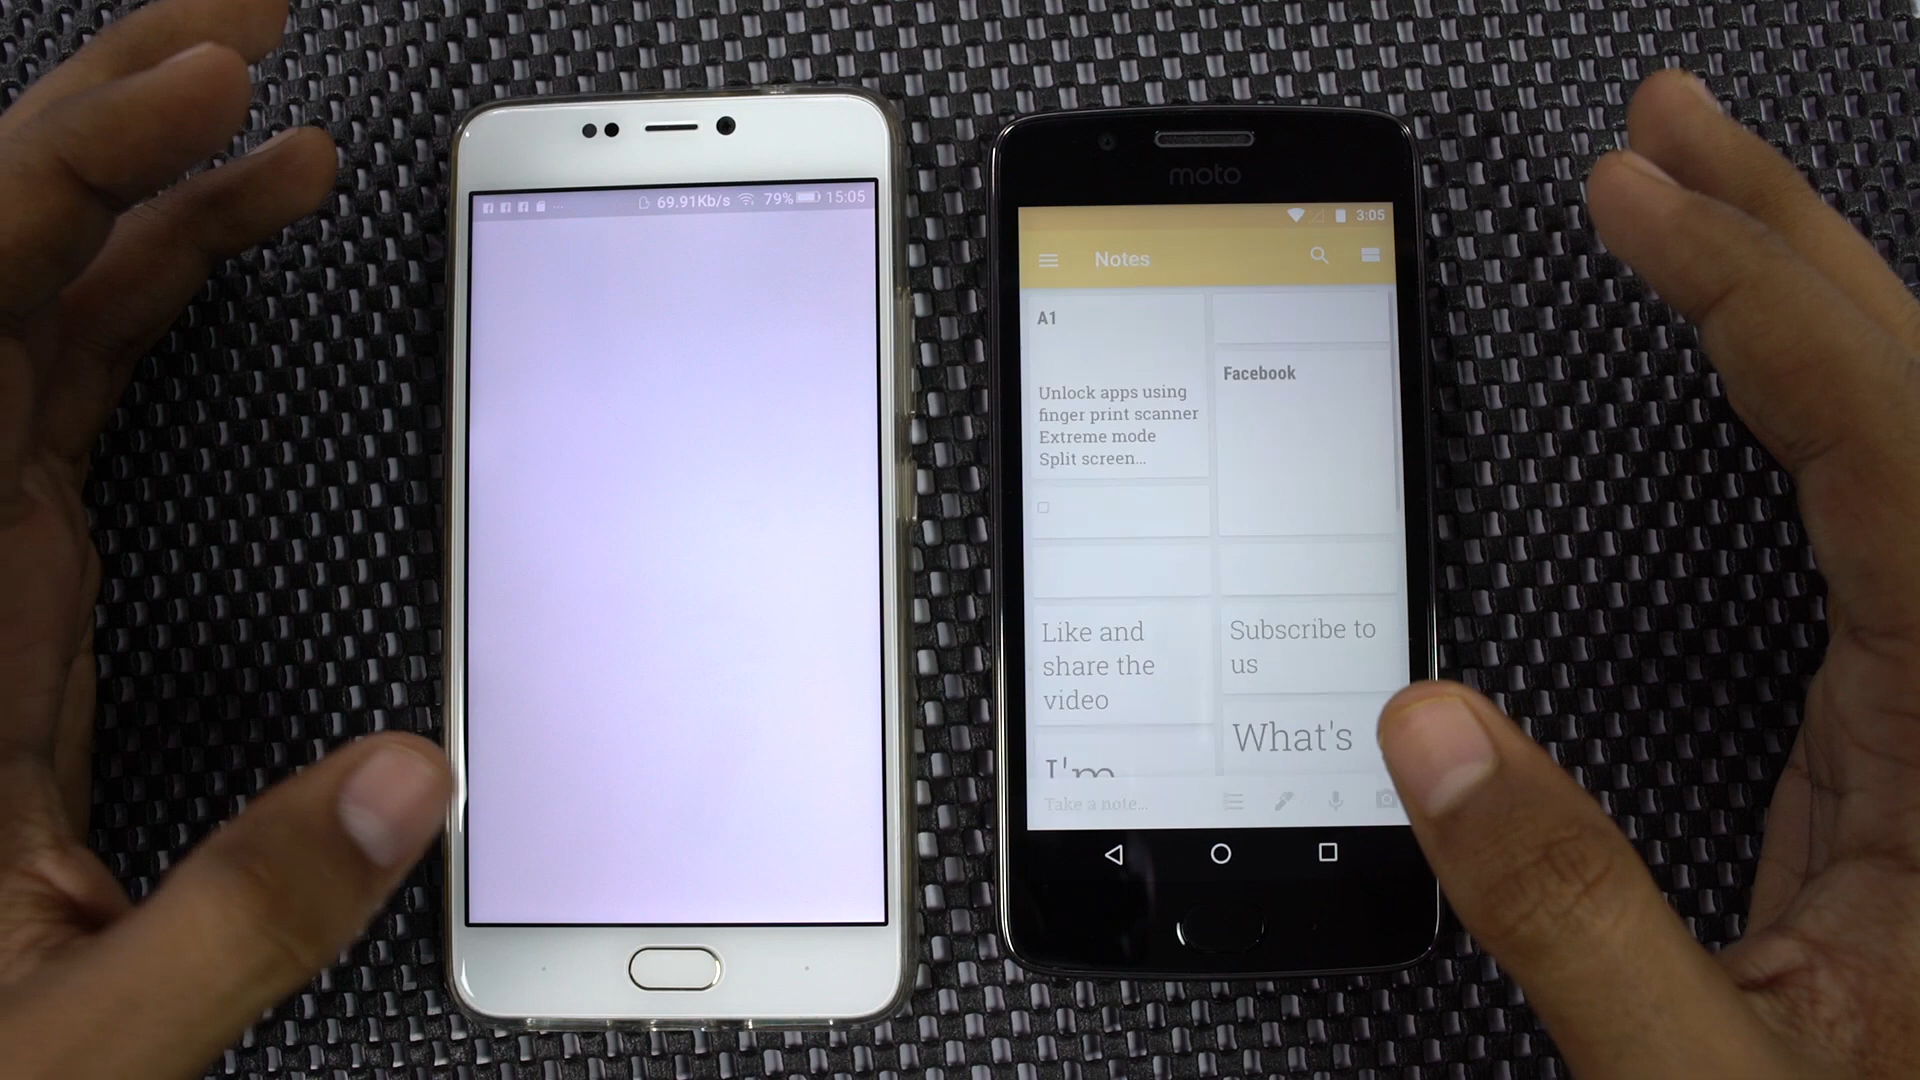 69.91Kb/s 79% 15:05
moto
3:05
Notes
A1
Unlock apps using
finger print scanner
Extreme mode
Split screen...
Facebook
Like and
share the
video
Subscribe to
us
What's
I'm
Take a note...